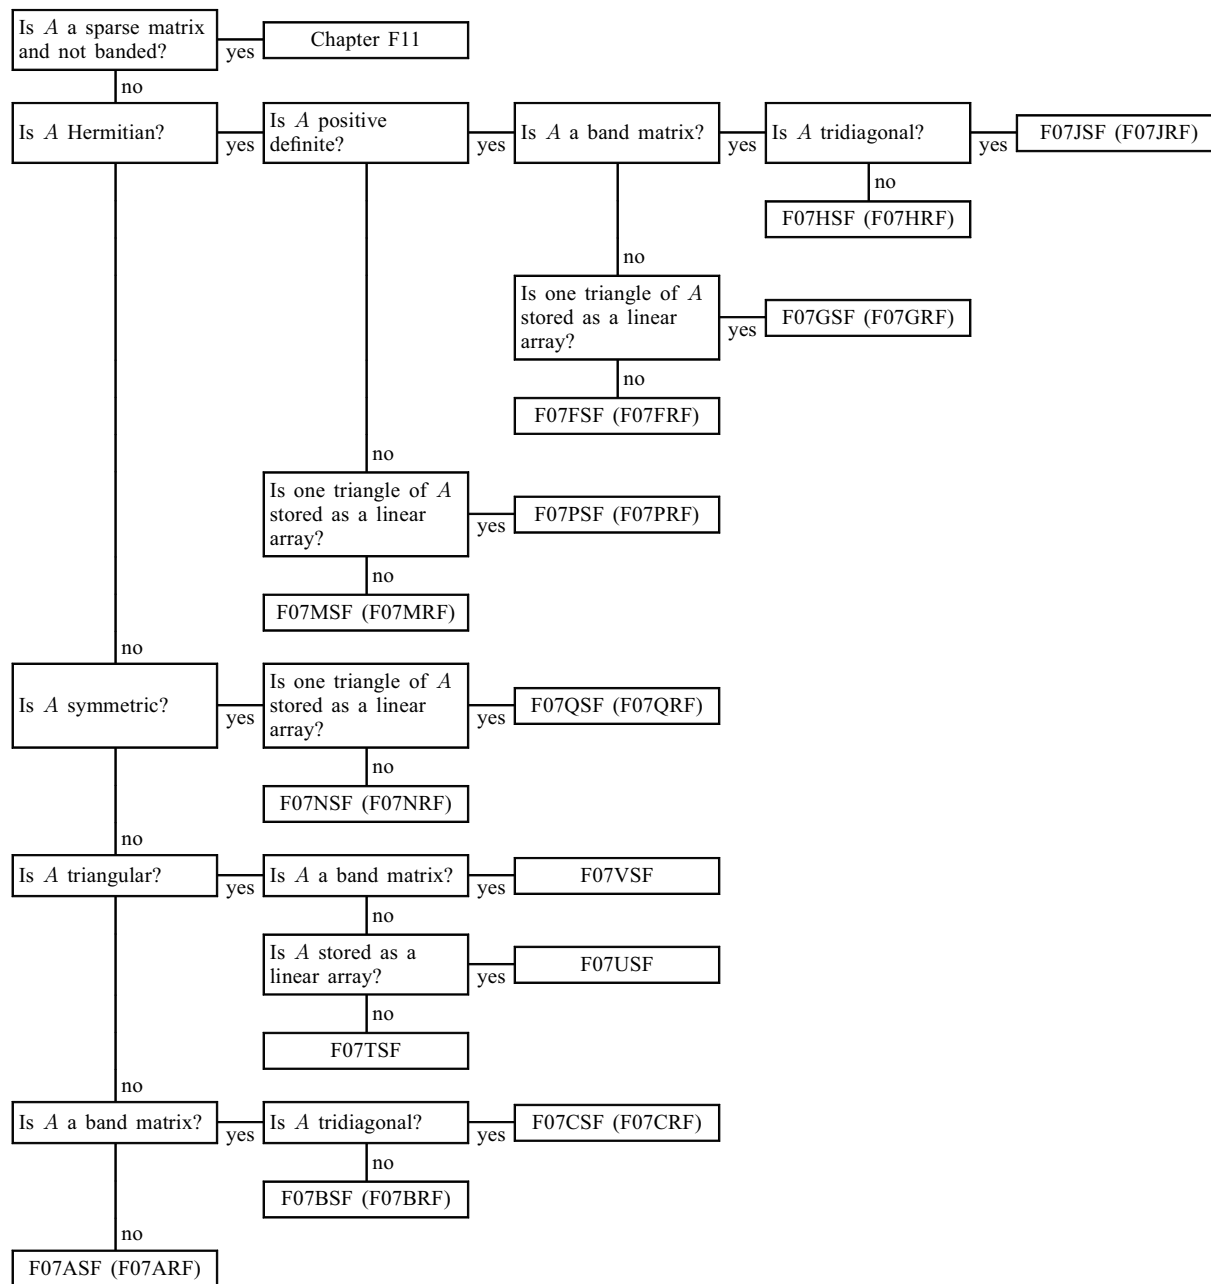 Is A a sparse matrix
and not banded?
yes
Chapter F11
no
Is A Hermitian?
yes
Is A positive
definite?
yes
Is A a band matrix?
yes
Is A tridiagonal?
yes
F07JSF (F07JRF)
no
F07HSF (F07HRF)
no
Is one triangle of A
stored as a linear
array?
yes
F07GSF (F07GRF)
no
F07FSF (F07FRF)
no
Is one triangle of A
stored as a linear
array?
yes
F07PSF (F07PRF)
no
F07MSF (F07MRF)
no
Is A symmetric?
yes
Is one triangle of A
stored as a linear
array?
yes
F07QSF (F07QRF)
no
F07NSF (F07NRF)
no
Is A triangular?
yes
Is A a band matrix?
yes
F07VSF
no
Is A stored as a
linear array?
yes
F07USF
no
F07TSF
no
Is A a band matrix?
yes
Is A tridiagonal?
yes
F07CSF (F07CRF)
no
F07BSF (F07BRF)
no
F07ASF (F07ARF)